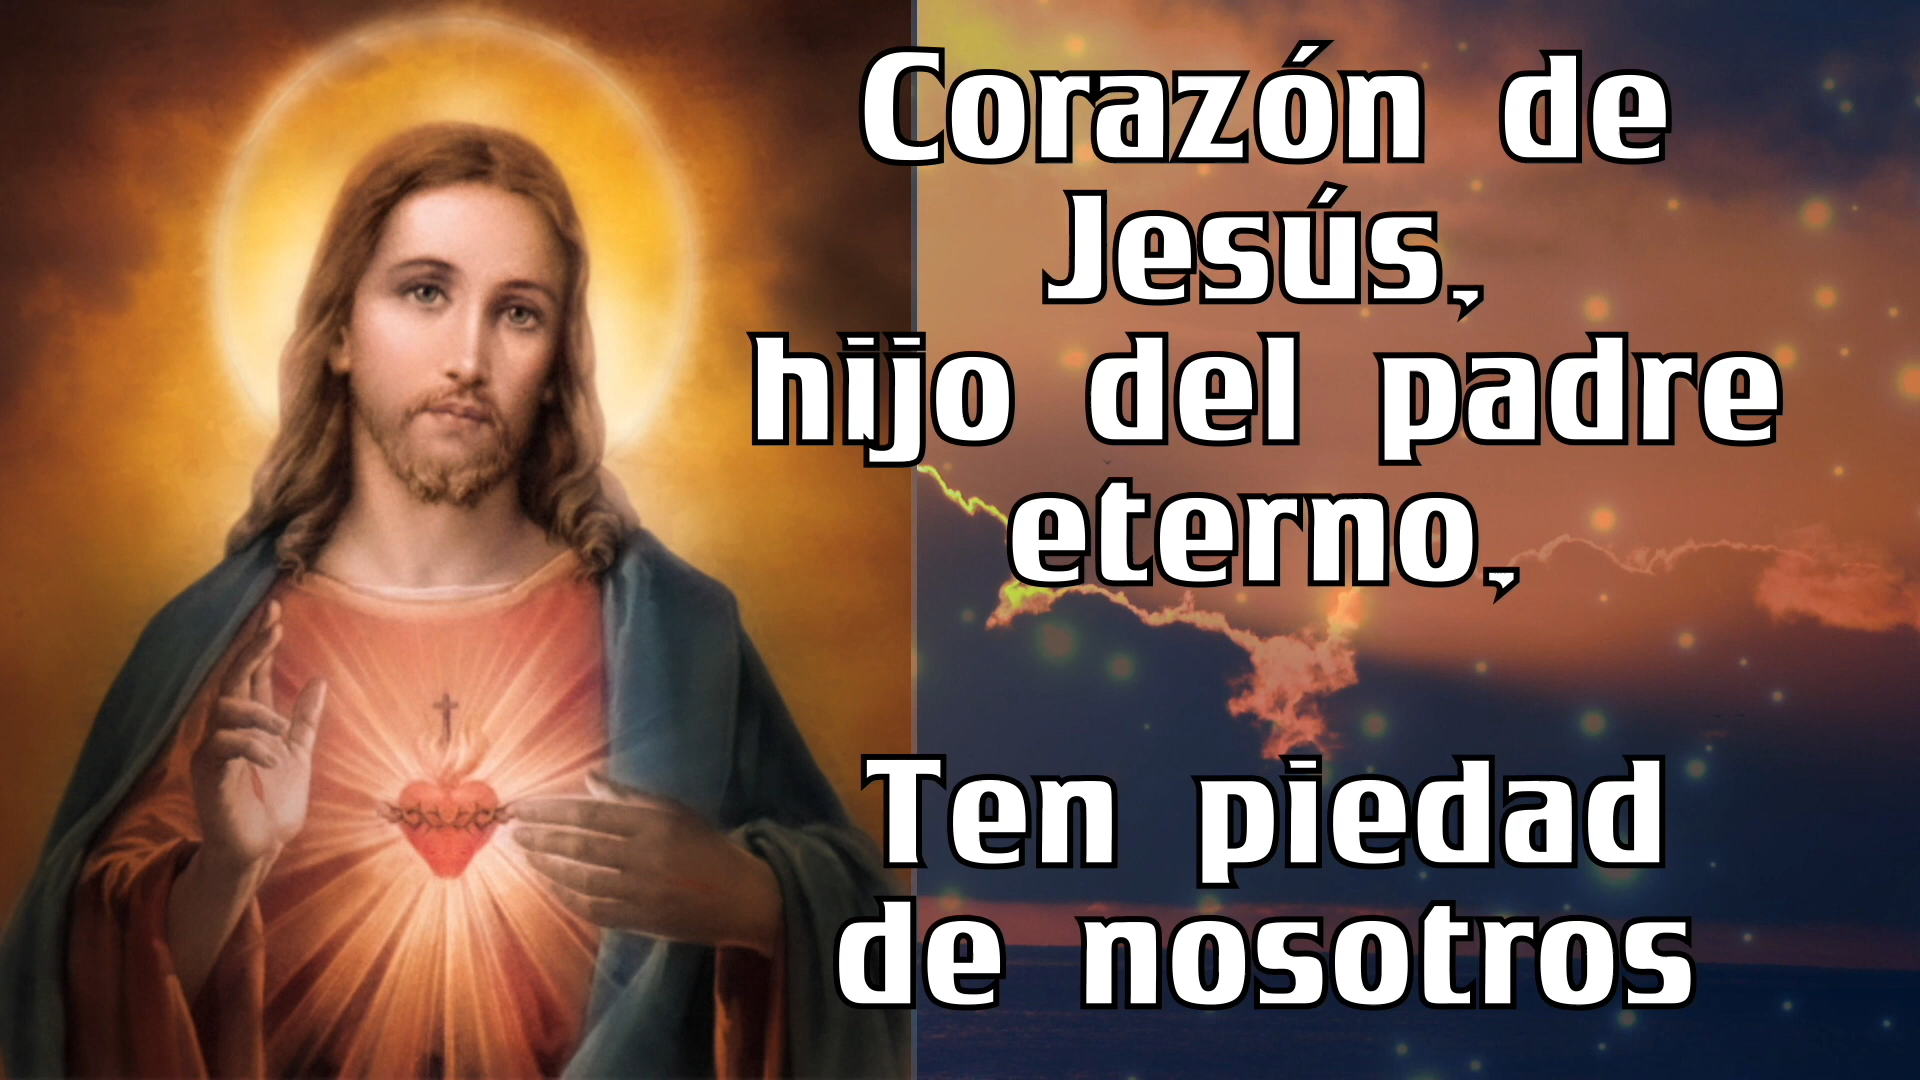 Corazón de
Jesús,
hijo del padre
eterno,
Ten piedad
de nosotros